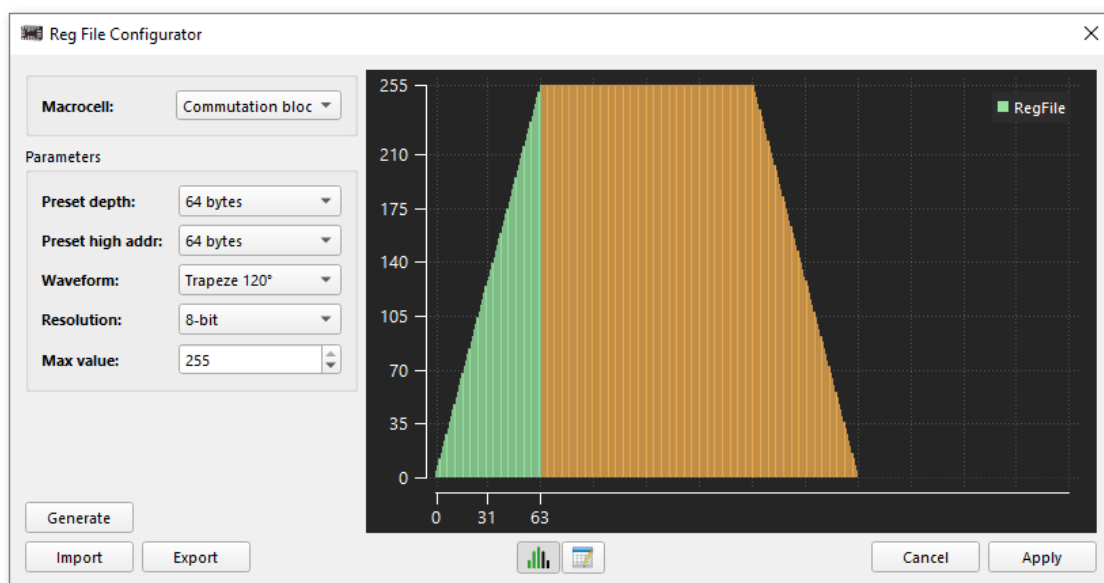 Reg File Configurator
Macrocell: Commutation bloc
Parameters
Preset depth: 64 bytes
Preset high addr: 64 bytes
Waveform: Trapeze 120°
Resolution: 8-bit
Max value: 255
Generate
Import Export
255
210
175
140
105
70
35
0
0 31 63
RegFile
Cancel Apply